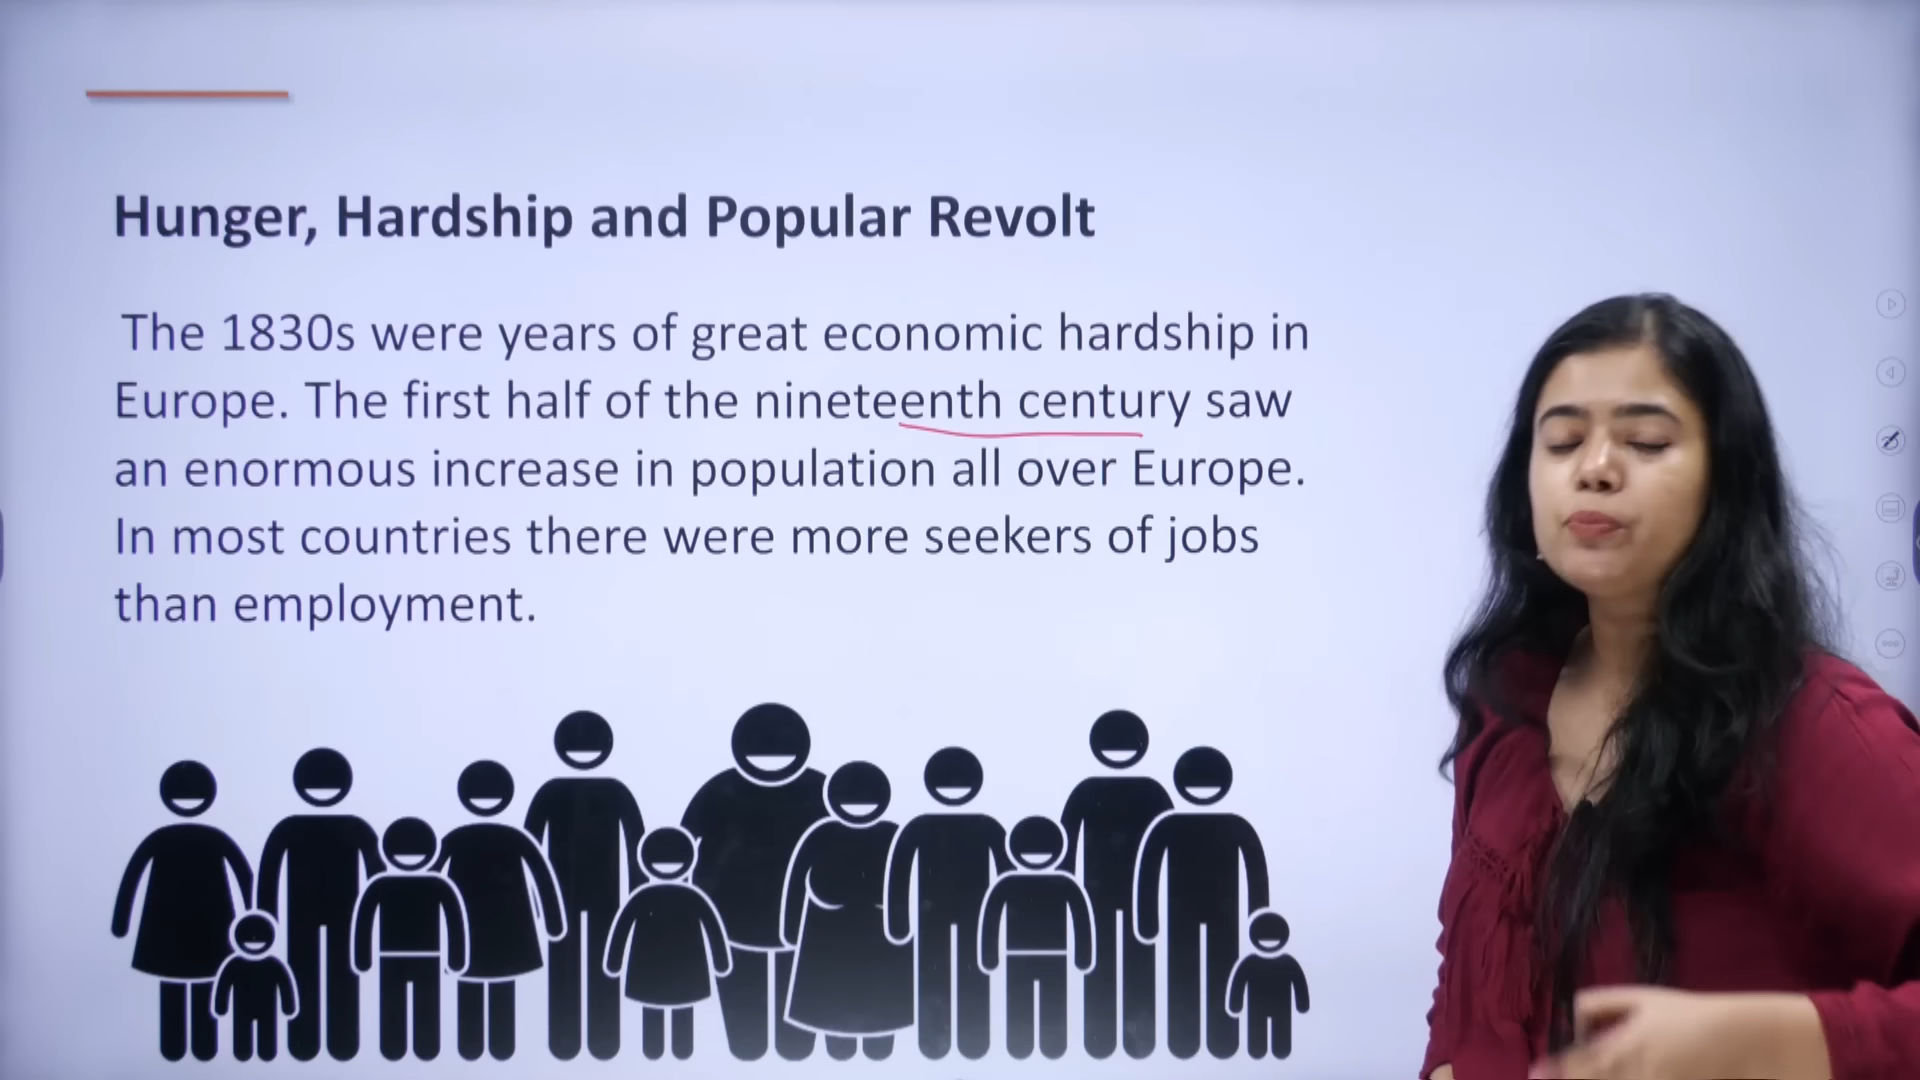 Hunger, Hardship and Popular Revolt
The 1830s were years of great economic hardship in
Europe. The first half of the nineteenth century saw
an enormous increase in population all over Europe.
In most countries there were more seekers of jobs
than employment.